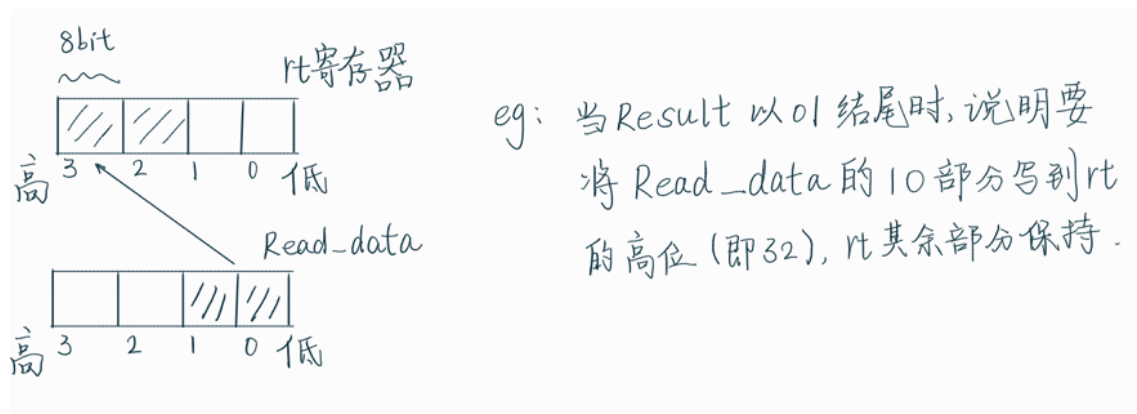 8bit
rt寄存器
高 3 2 1 0 低
Read_data
高 3 2 1 0 低
eg: 当Result 以01结尾时,说明要
将 Read_data 的 10 部分写到rt
的高位 (即32), rt 其余部分保持.